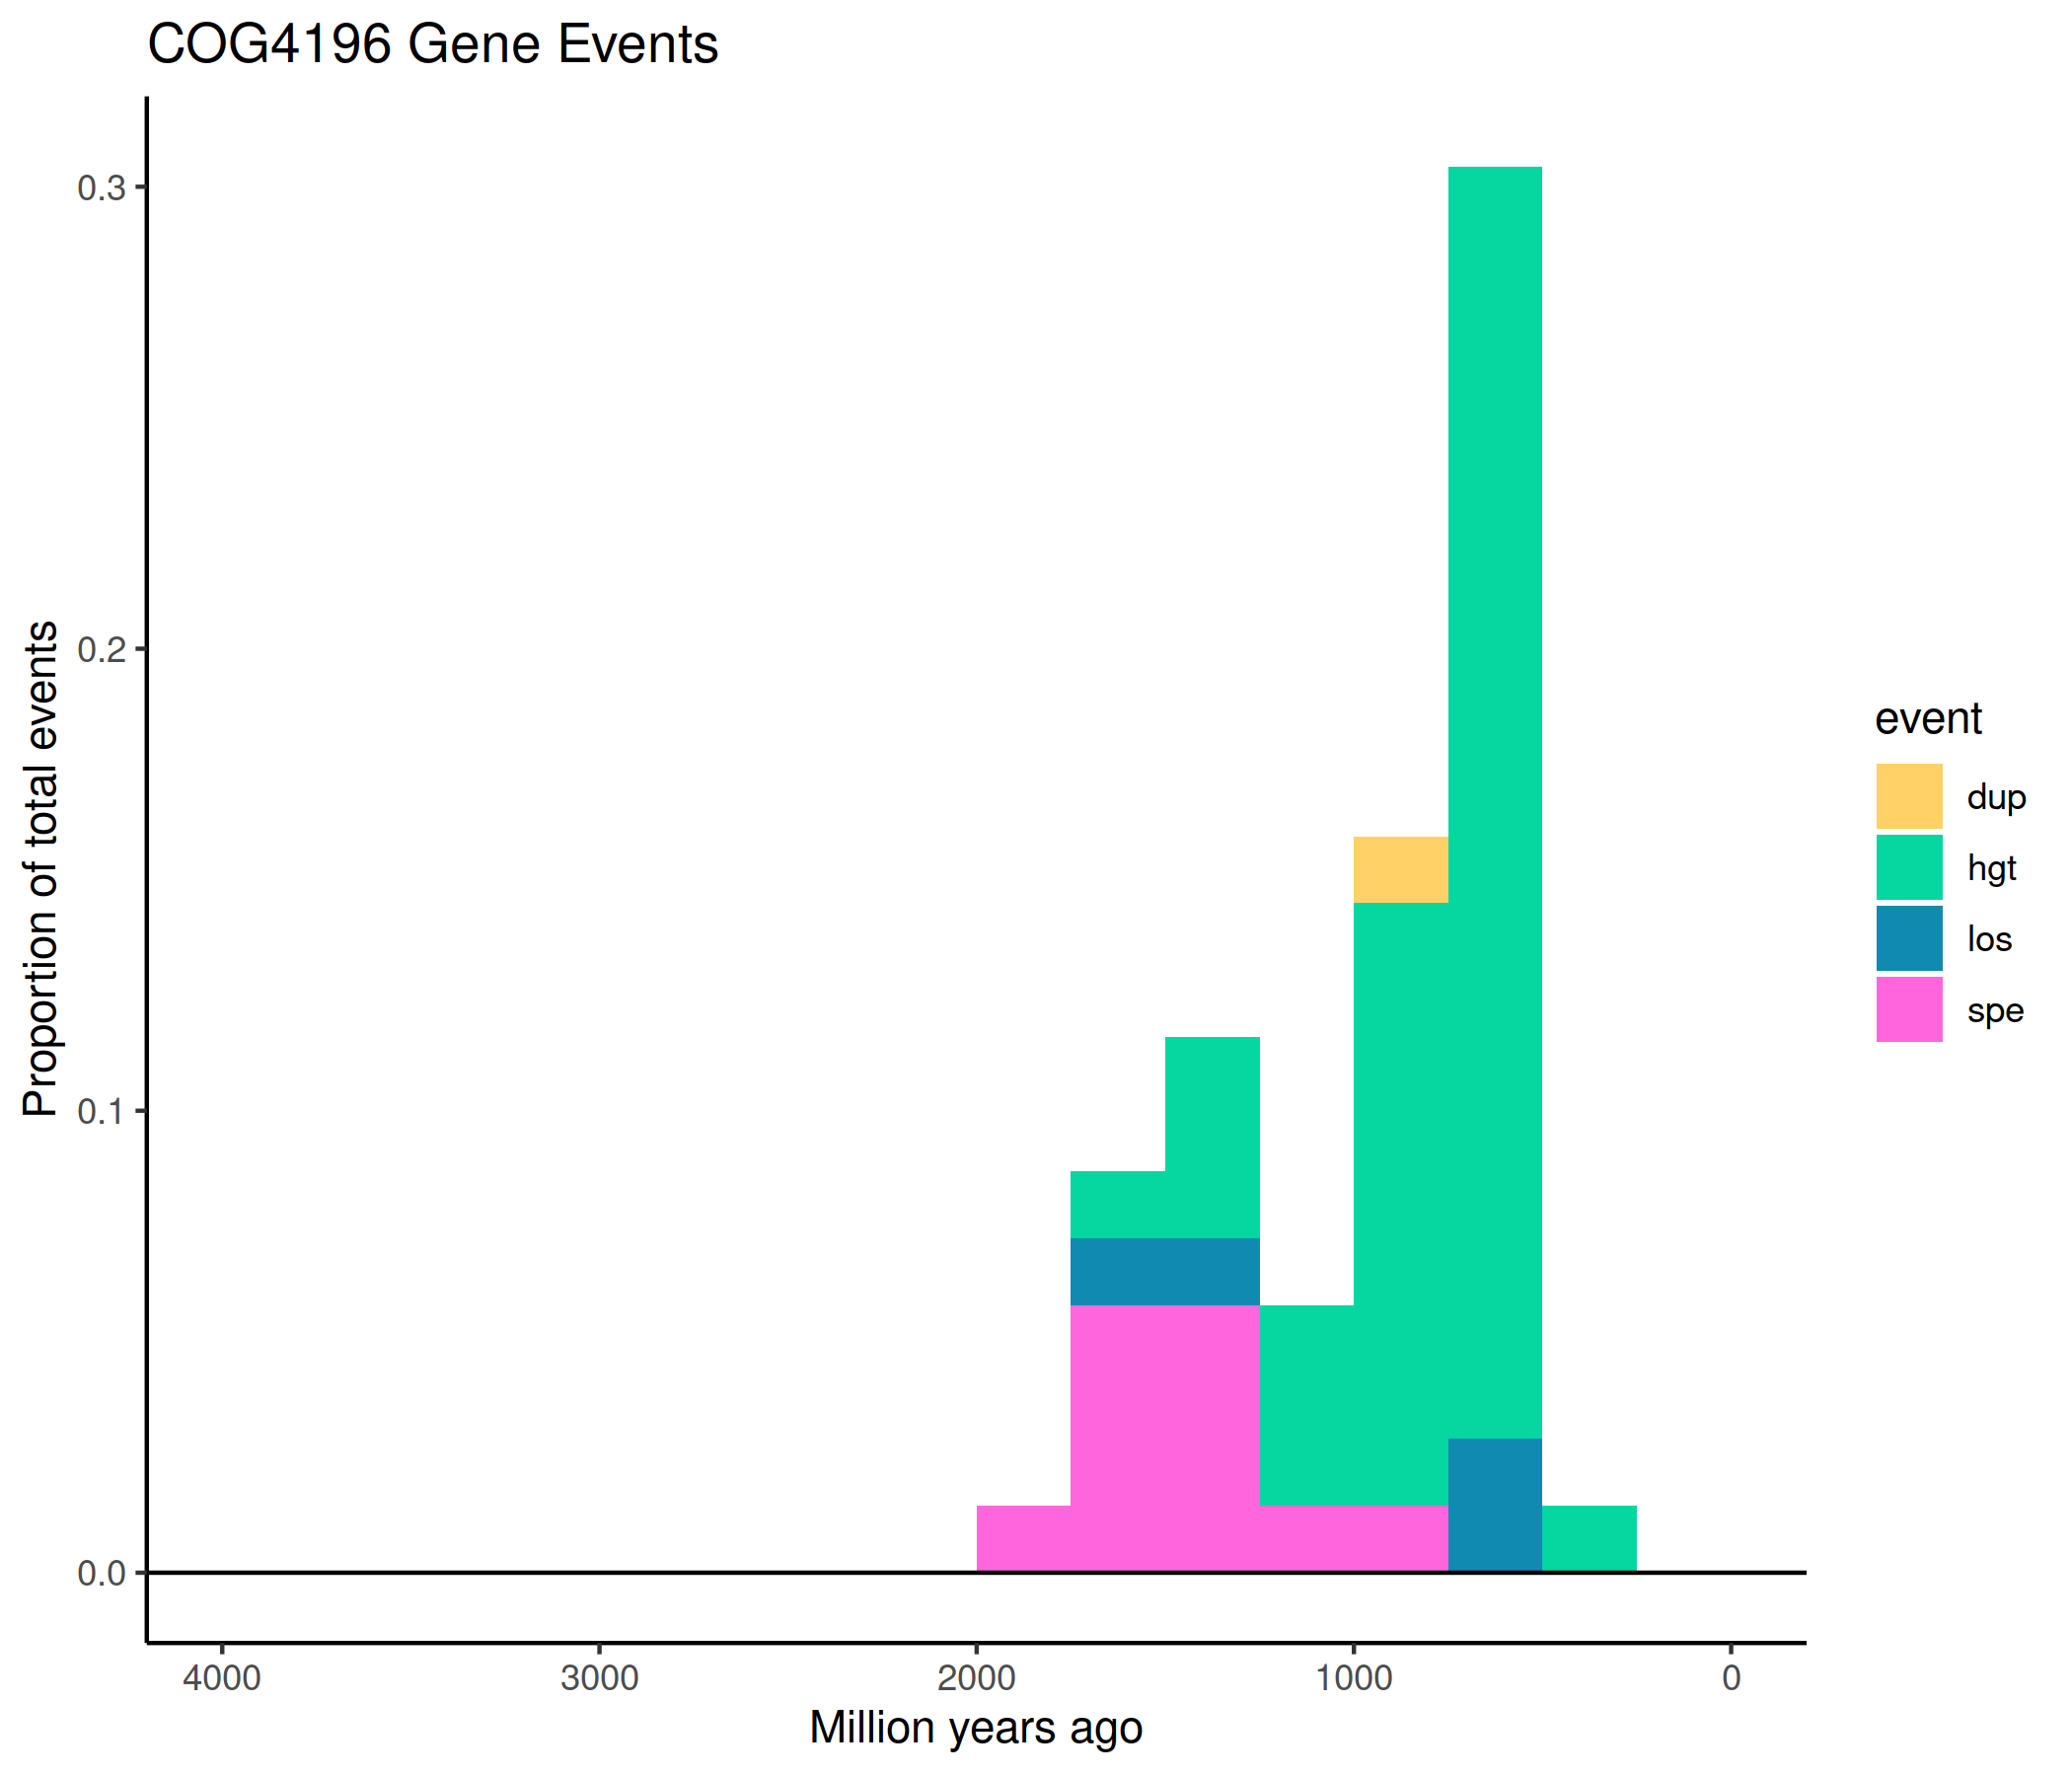 COG4196 Gene Events
Proportion of total events
0.3
0.2
0.1
0.0
4000 3000 2000 1000 0
Million years ago
event
dup
hgt
los
spe